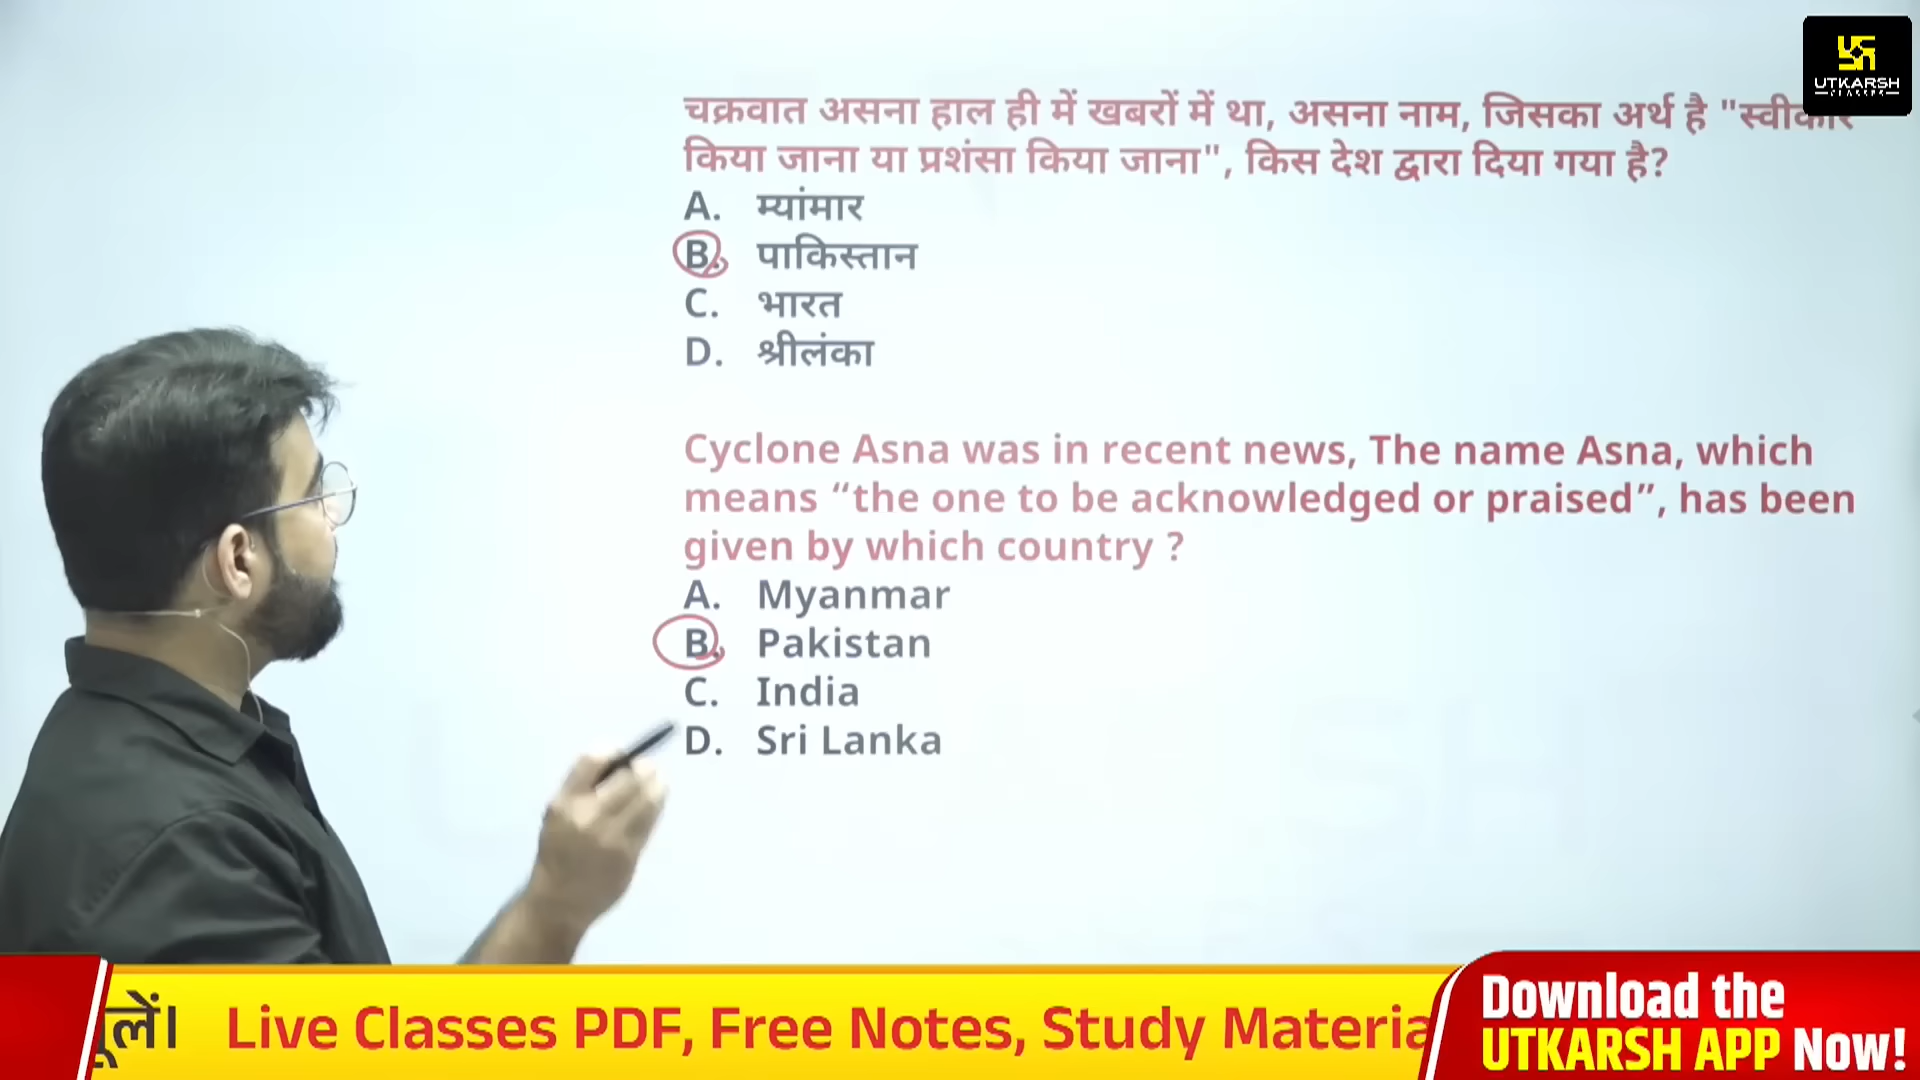 UTKARSH
CLASSES
चक्रवात असना हाल ही में खबरों में था, असना नाम, जिसका अर्थ है "स्वीकार
किया जाना या प्रशंसा किया जाना", किस देश द्वारा दिया गया है?
A. म्यांमार
B. पाकिस्तान
C. भारत
D. श्रीलंका
Cyclone Asna was in recent news, The name Asna, which
means “the one to be acknowledged or praised”, has been
given by which country ?
A. Myanmar
B. Pakistan
C. India
D. Sri Lanka
Live Classes PDF, Free Notes, Study Materia
Download the
UTKARSH APP Now!